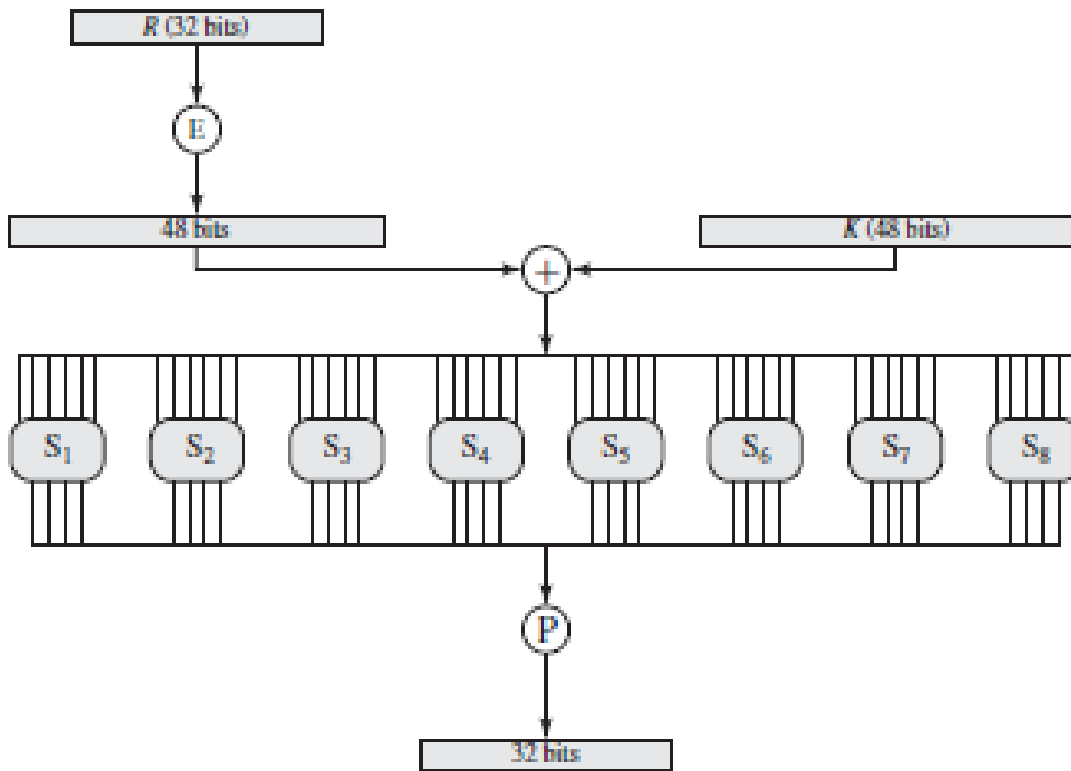 R (32 bits)
E
48 bits
K (48 bits)
+
S₁ S₂ S₃ S₄ S₅ S₆ S₇ S₈
P
32 bits